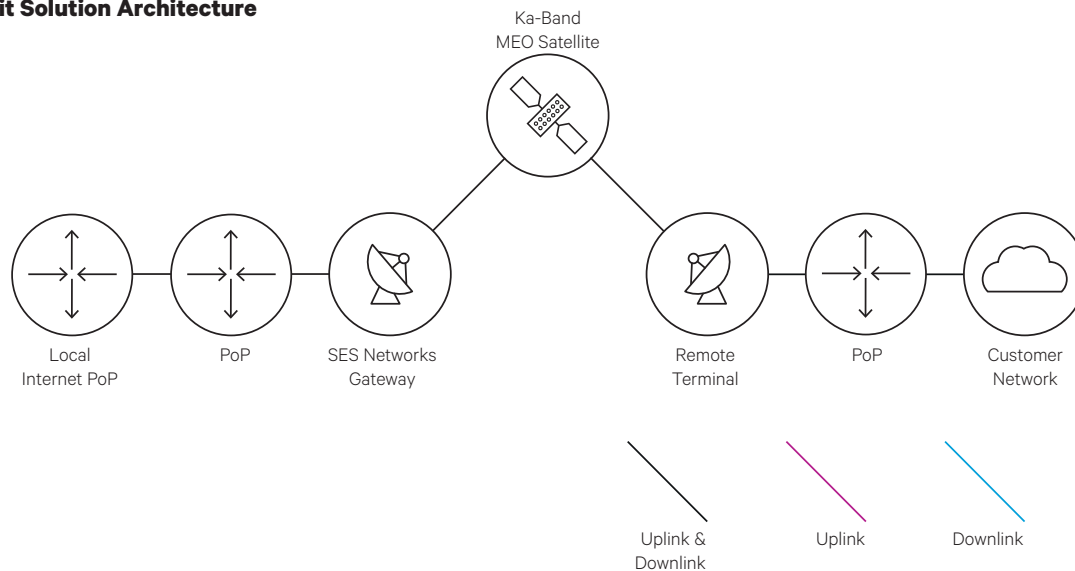 it Solution Architecture
Ka-Band
MEO Satellite
Local
Internet PoP
PoP
SES Networks
Gateway
Remote
Terminal
PoP
Customer
Network
Uplink &
Downlink
Uplink
Downlink